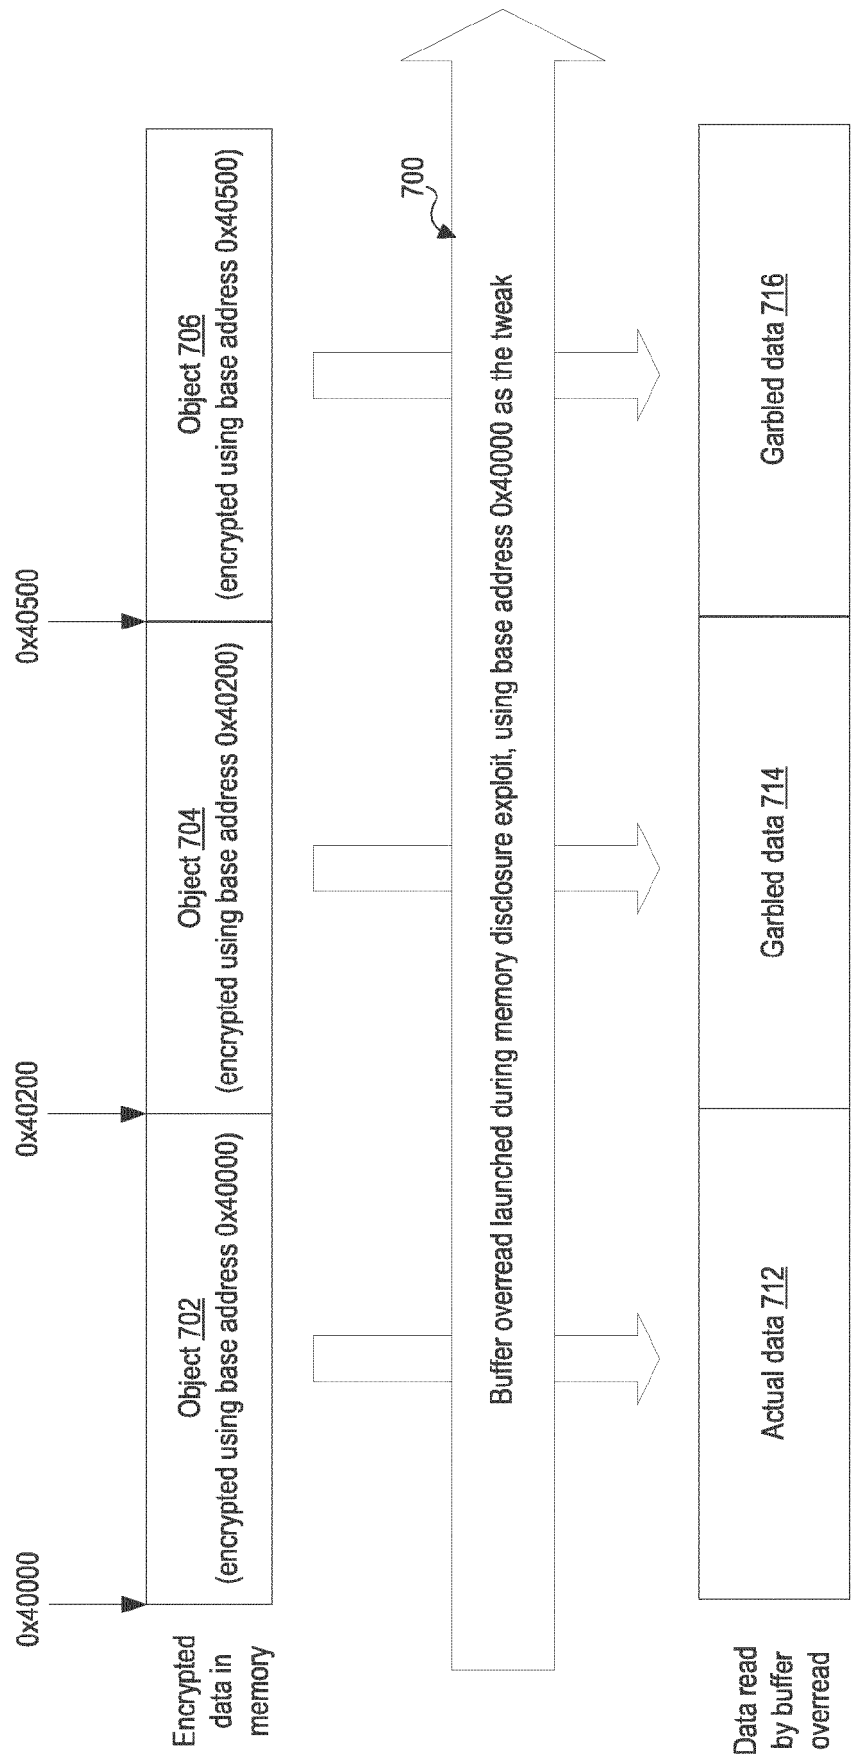 0x40000
0x40200
0x40500
Encrypted
data in
memory
Object 702
(encrypted using base address 0x40000)
Object 704
(encrypted using base address 0x40200)
Object 706
(encrypted using base address 0x40500)
700
Buffer overread launched during memory disclosure exploit, using base address 0x40000 as the tweak
Data read
by buffer
overread
Actual data 712
Garbled data 714
Garbled data 716